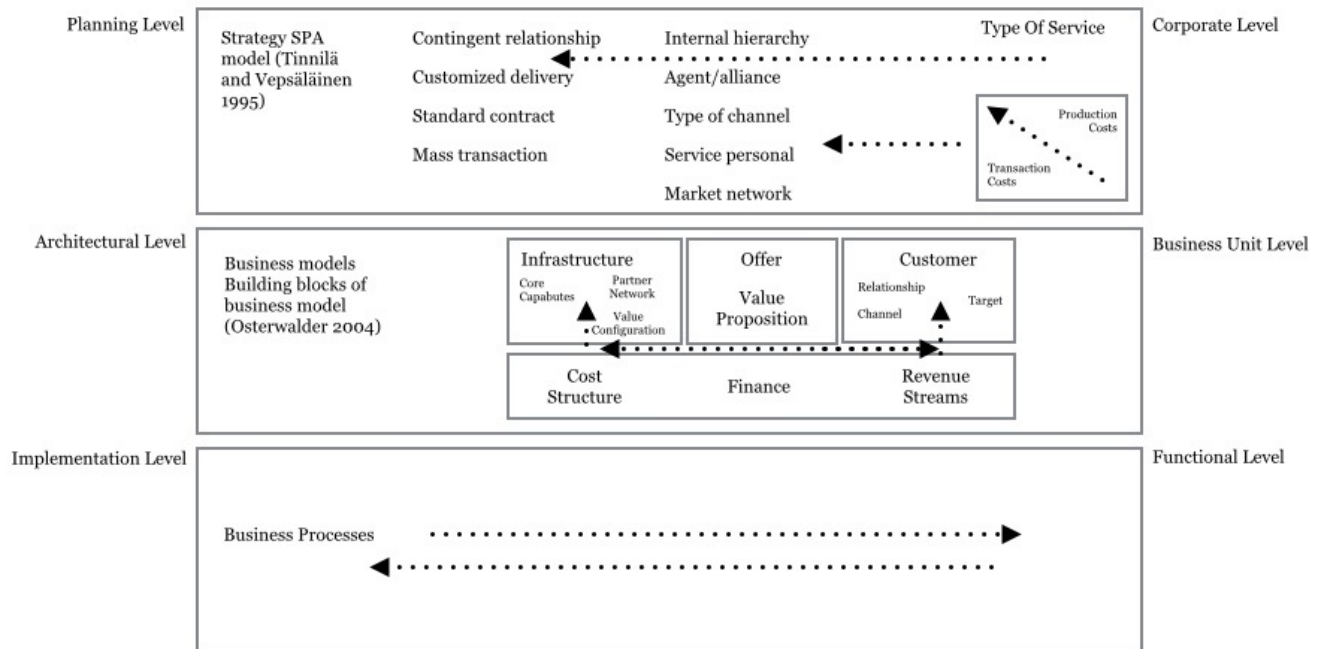 Planning Level
Corporate Level
Strategy SPA
model (Tinnilä
and Vepsäläinen
1995)
Contingent relationship
Customized delivery
Standard contract
Mass transaction
Internal hierarchy
Agent/alliance
Type of channel
Service personal
Market network
Type Of Service
Production
Costs
Transaction
Costs
Architectural Level
Business Unit Level
Business models
Building blocks of
business model
(Osterwalder 2004)
Infrastructure
Core
Capabutes
Partner
Network
Value
Configuration
Offer
Value
Proposition
Customer
Relationship
Channel
Target
Cost
Structure
Finance
Revenue
Streams
Implementation Level
Functional Level
Business Processes